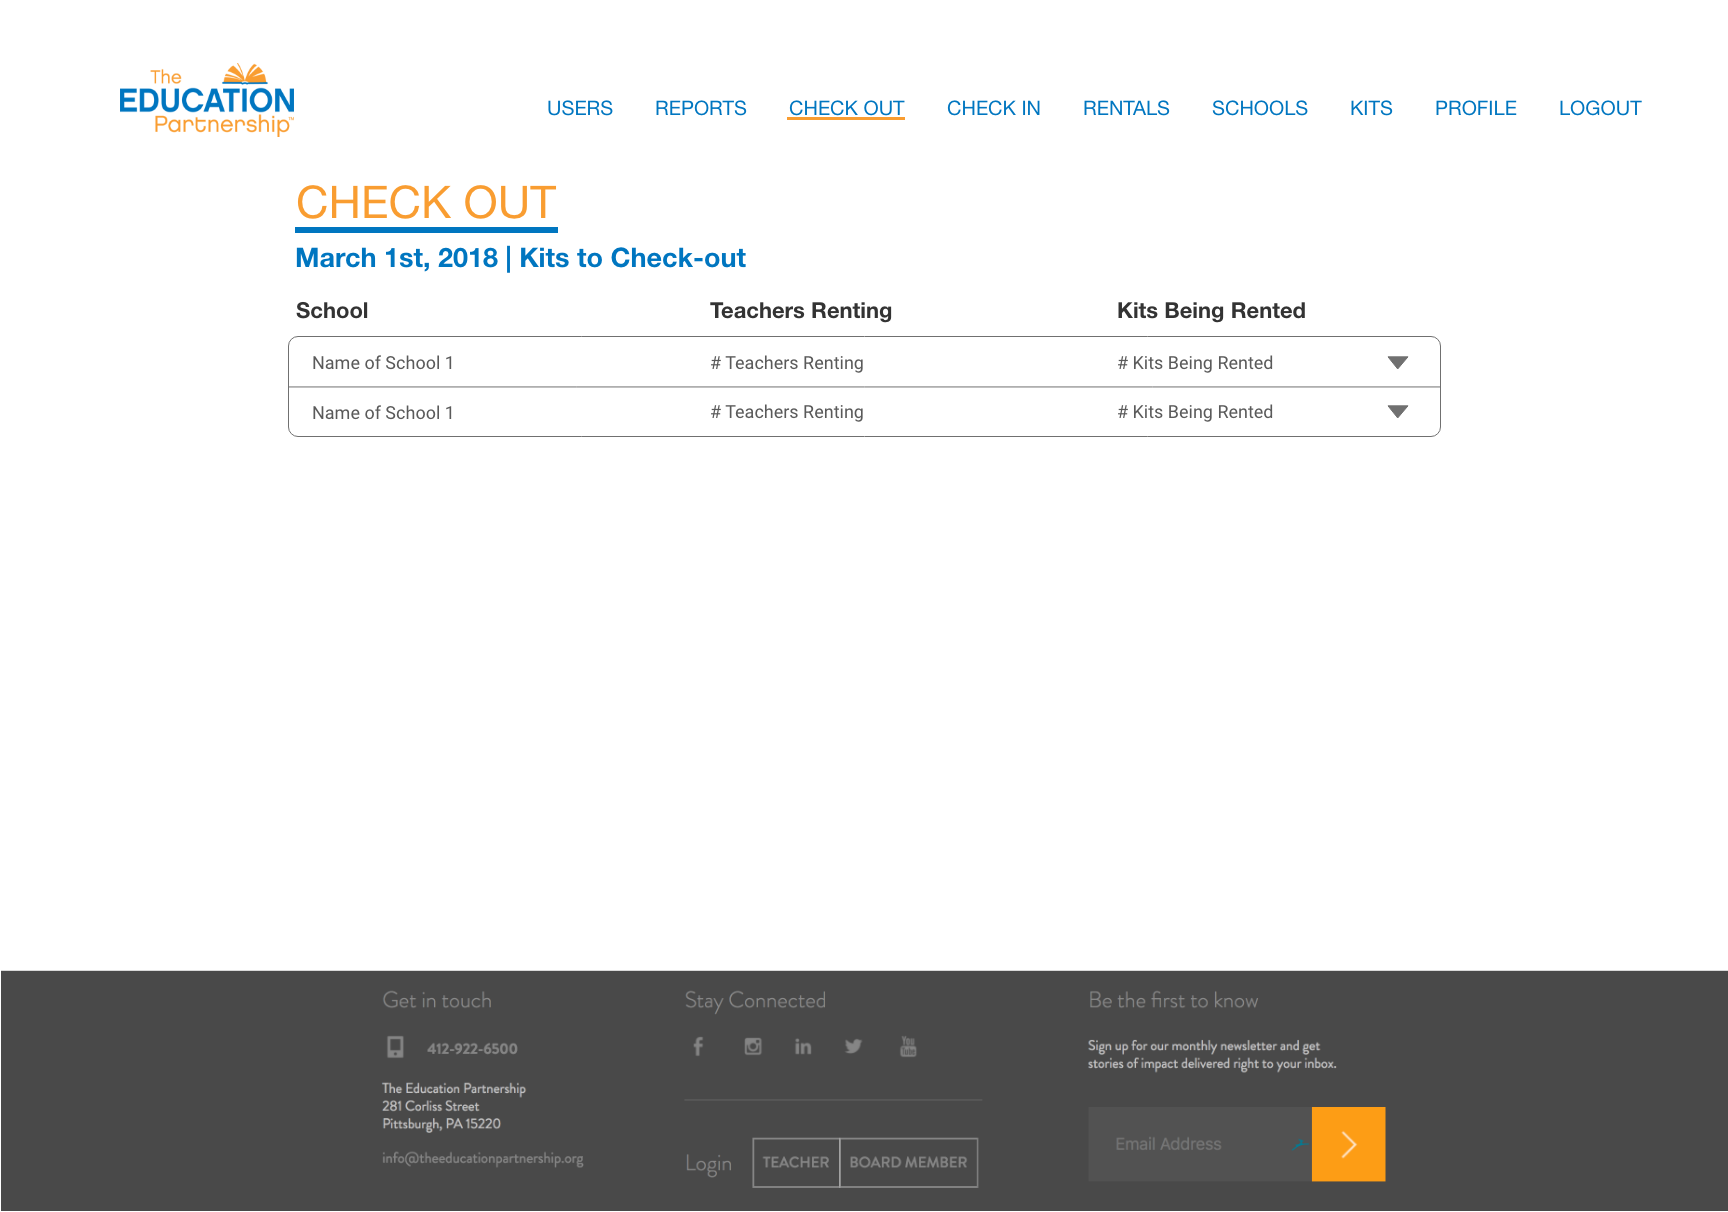 The
EDUCATION
Partnership™
USERS REPORTS CHECK OUT CHECK IN RENTALS SCHOOLS KITS PROFILE LOGOUT
CHECK OUT
March 1st, 2018 | Kits to Check-out
School Teachers Renting Kits Being Rented
Name of School 1 # Teachers Renting # Kits Being Rented
Name of School 1 # Teachers Renting # Kits Being Rented
Get in touch
412-922-6500
The Education Partnership
281 Corliss Street
Pittsburgh, PA 15220
info@theeducationpartnership.org
Stay Connected
f in You Tube
Login TEACHER BOARD MEMBER
Be the first to know
Sign up for our monthly newsletter and get
stories of impact delivered right to your inbox.
Email Address